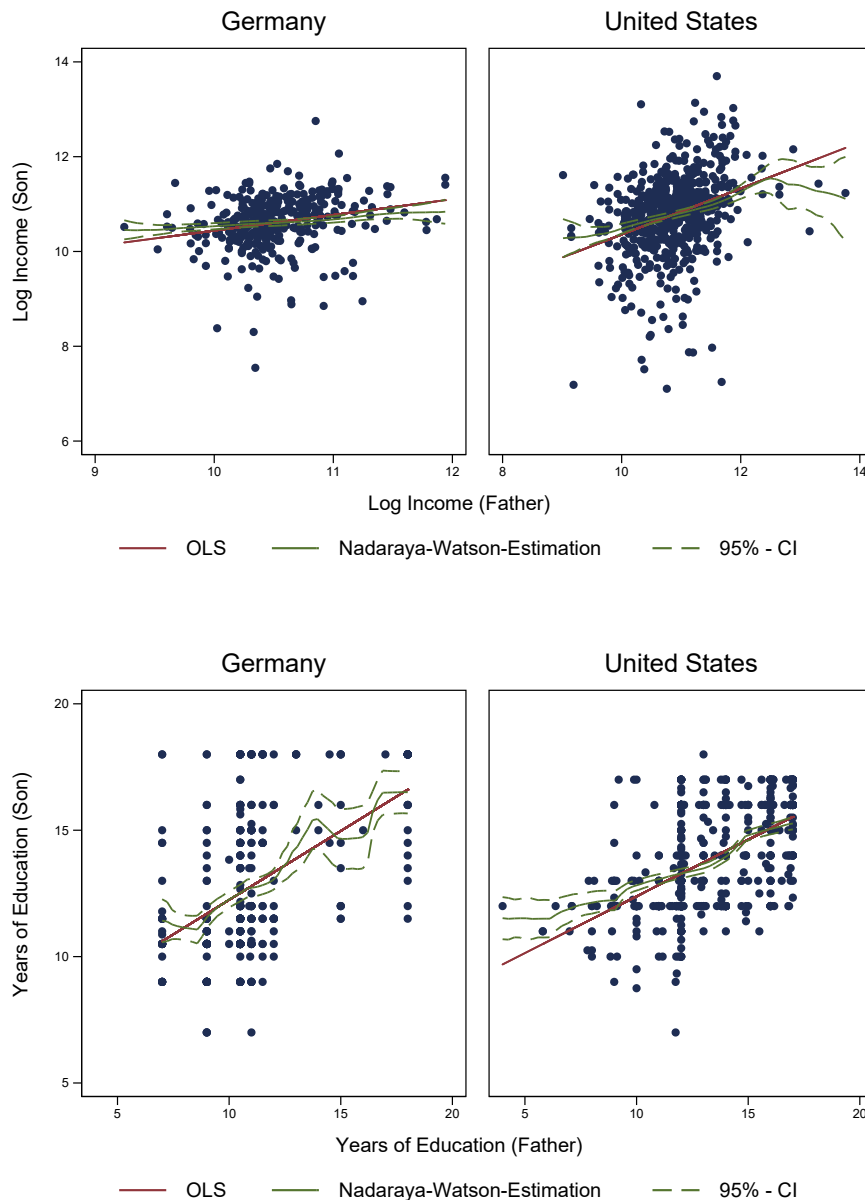 Germany
United States
Log Income (Son)
14
12
10
8
6
9
10
11
12
8
10
12
14
Log Income (Father)
OLS
Nadaraya-Watson-Estimation
95% - CI
Germany
United States
Years of Education (Son)
20
15
10
5
5
10
15
20
5
10
15
20
Years of Education (Father)
OLS
Nadaraya-Watson-Estimation
95% - CI